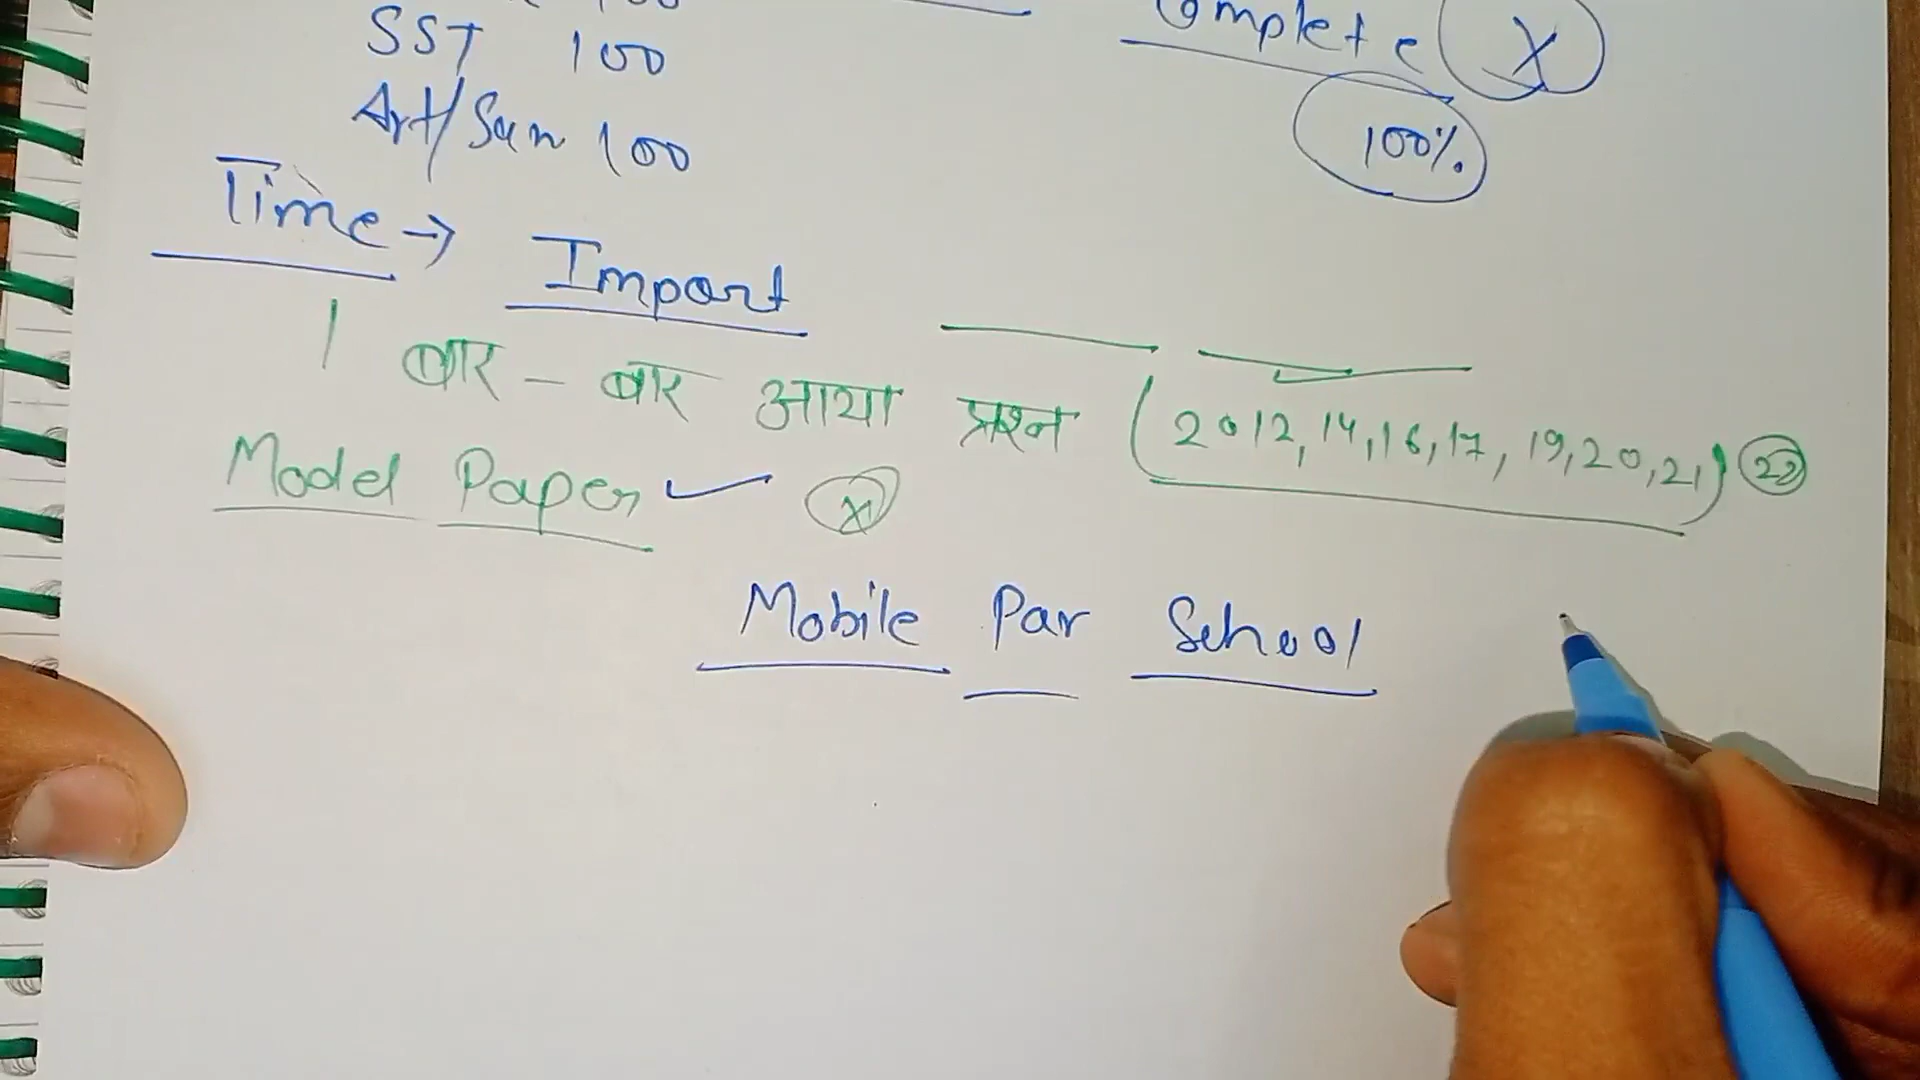 SST 100
Complete X
Art/San 100
100%
Time → Import
1 बार - बार आया प्रश्न (2012, 14, 16, 17, 19, 20, 21) 22
Model Paper ✓ X
Mobile Par School